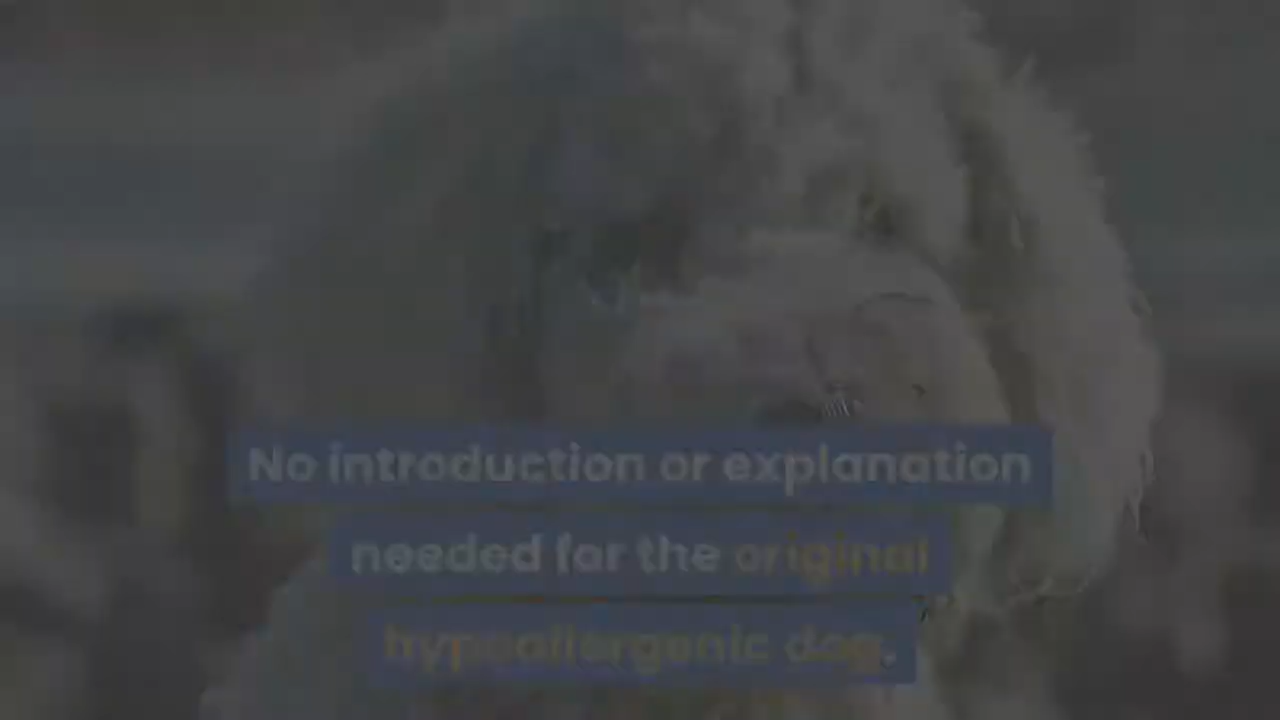 No introduction or explanation
needed for the original
hypoallergenic dog.